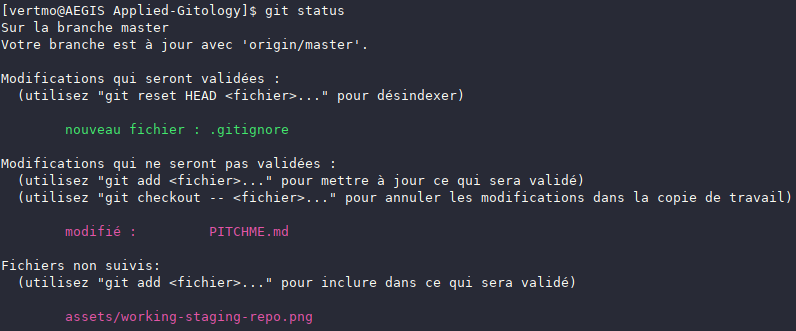 [vertmo@AEGIS Applied-Gitology]$ git status
Sur la branche master
Votre branche est à jour avec 'origin/master'.
Modifications qui seront validées :
(utilisez "git reset HEAD <fichier>..." pour désindexer)
nouveau fichier : .gitignore
Modifications qui ne seront pas validées :
(utilisez "git add <fichier>..." pour mettre à jour ce qui sera validé)
(utilisez "git checkout -- <fichier>..." pour annuler les modifications dans la copie de travail)
modifié : PITCHME.md
Fichiers non suivis:
(utilisez "git add <fichier>..." pour inclure dans ce qui sera validé)
assets/working-staging-repo.png